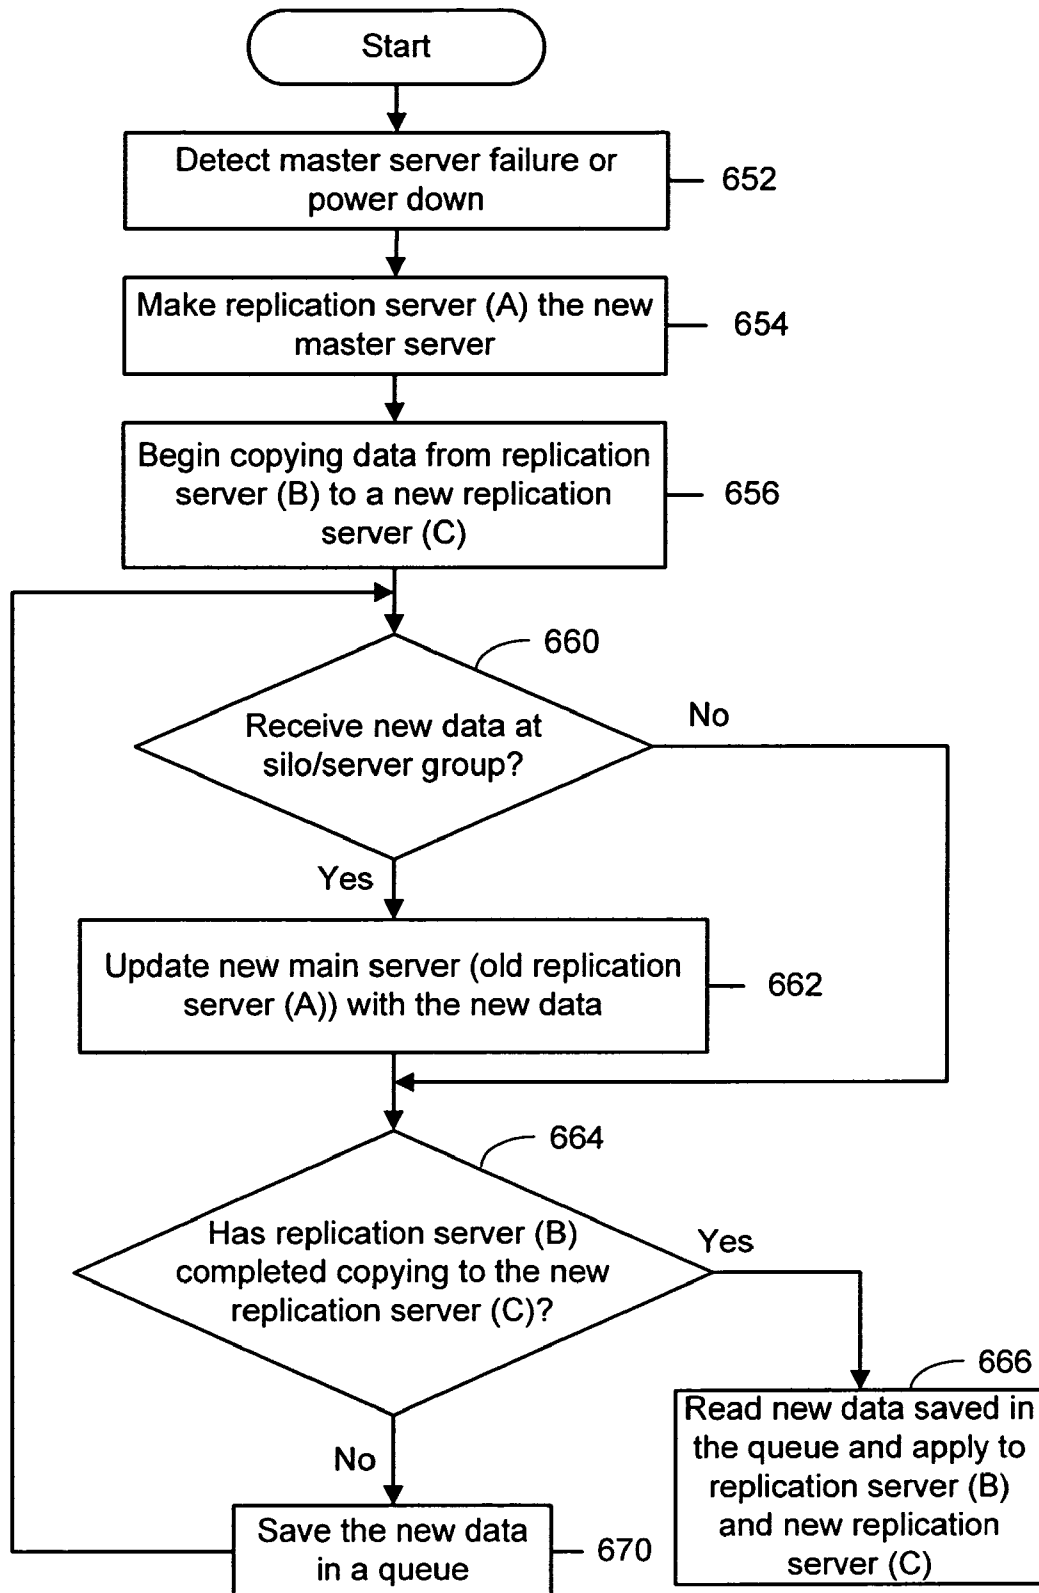 Start
Detect master server failure or
power down
652
Make replication server (A) the new
master server
654
Begin copying data from replication
server (B) to a new replication
server (C)
656
660
Receive new data at
silo/server group?
No
Yes
Update new main server (old replication
server (A)) with the new data
662
664
Has replication server (B)
completed copying to the new
replication server (C)?
Yes
No
666
Read new data saved in
the queue and apply to
replication server (B)
and new replication
server (C)
Save the new data
in a queue
670